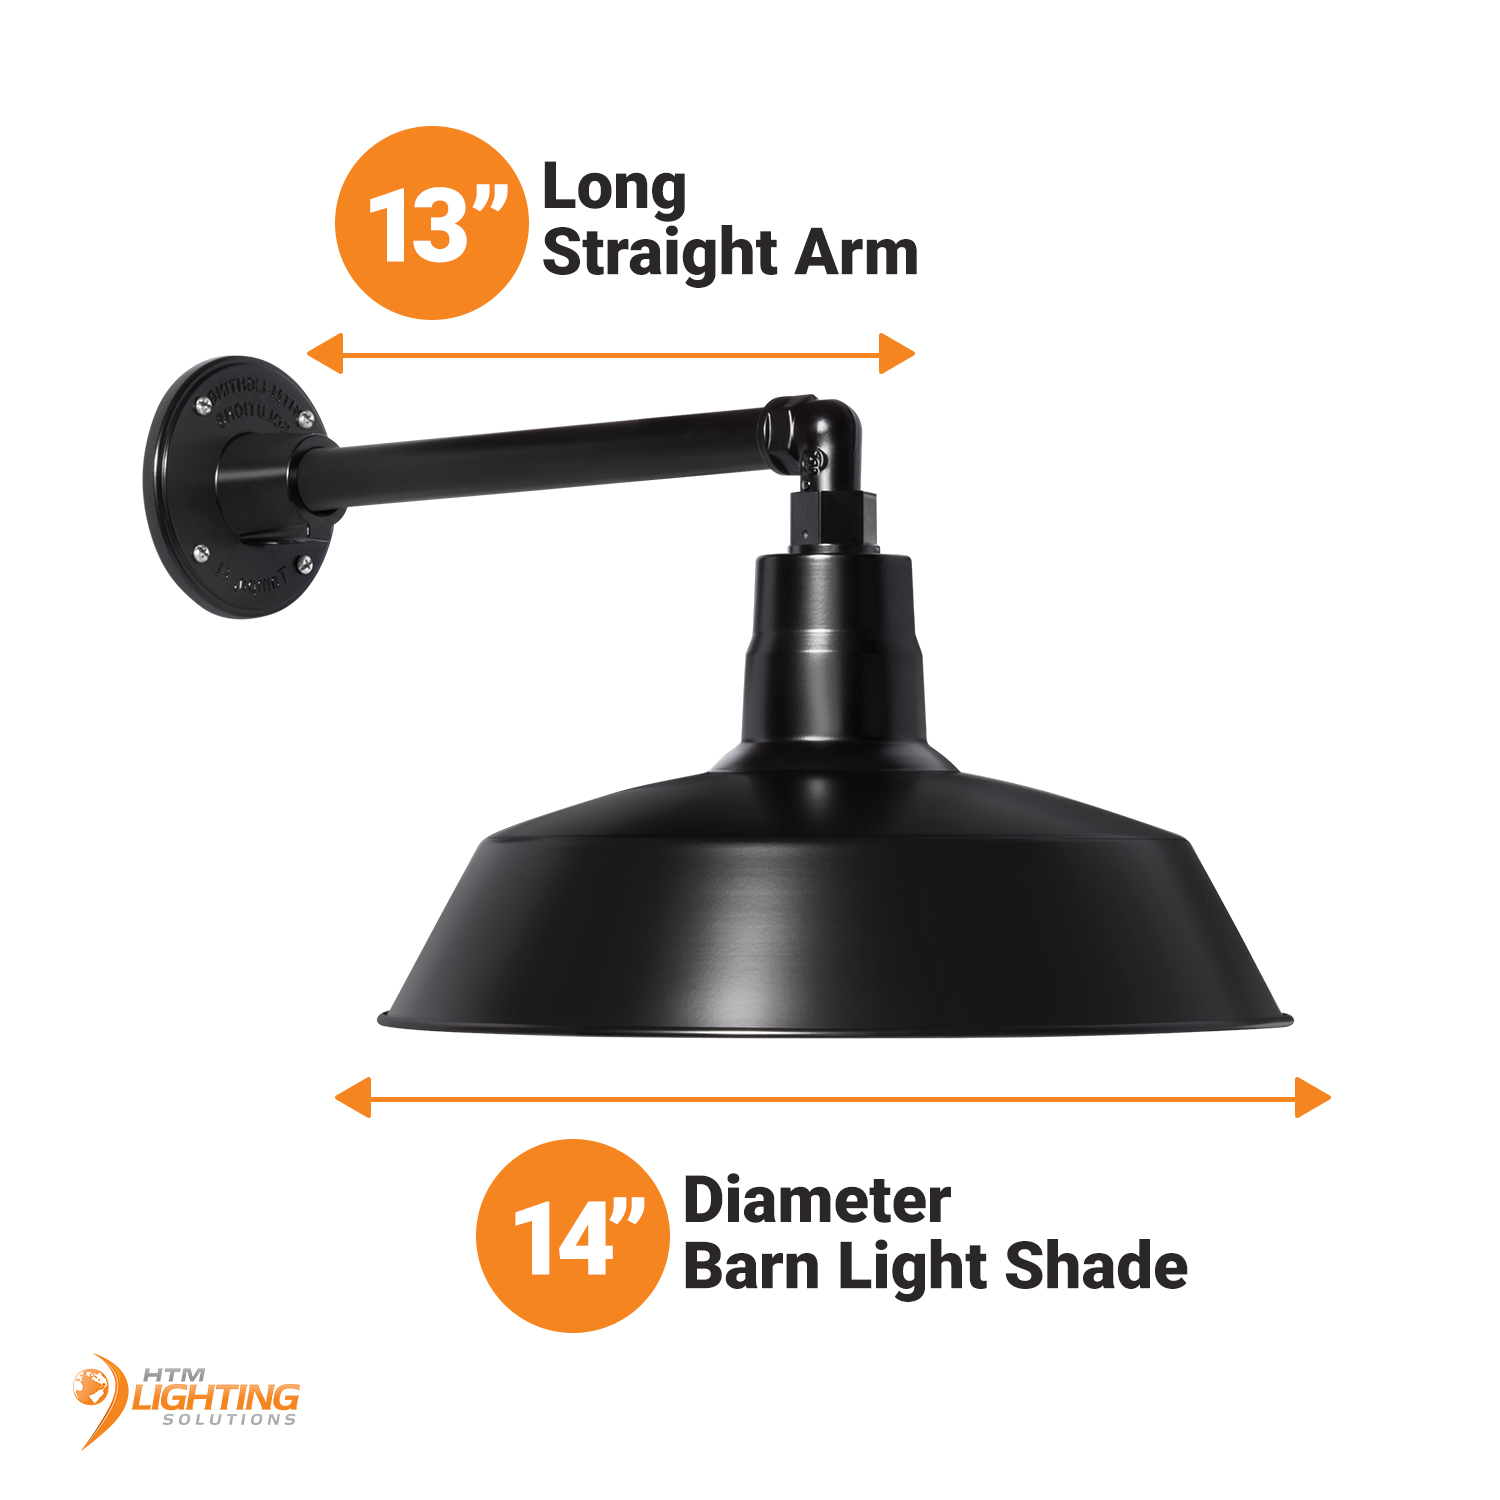 13”
Long
Straight Arm
14”
Diameter
Barn Light Shade
HTM
LIGHTING
SOLUTIONS